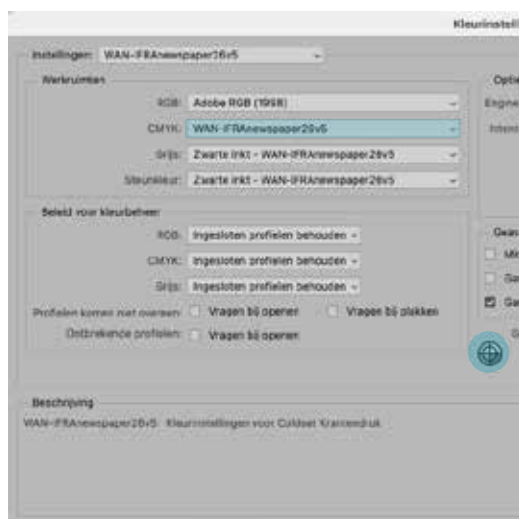 Kleurinstell
Instellingen: WAN-IFRAnewspaper26v5
Werkruimten
Optie
RGB: Adobe RGB (1998)
Engine
CMYK: WAN-IFRAnewspaper26v5
Intens
Grijs: Zwarte inkt - WAN-IFRAnewspaper26v5
Steunkleur: Zwarte inkt - WAN-IFRAnewspaper26v5
Beleid voor kleurbeheer
RGB: Ingesloten profielen behouden
CMYK: Ingesloten profielen behouden
Grijs: Ingesloten profielen behouden
Profielen komen niet overeen: Vragen bij openen Vragen bij plakken
Ontbrekende profielen: Vragen bij openen
Beschrijving
WAN-IFRAnewspaper26v5: Kleurinstellingen voor Coldset Krantendruk